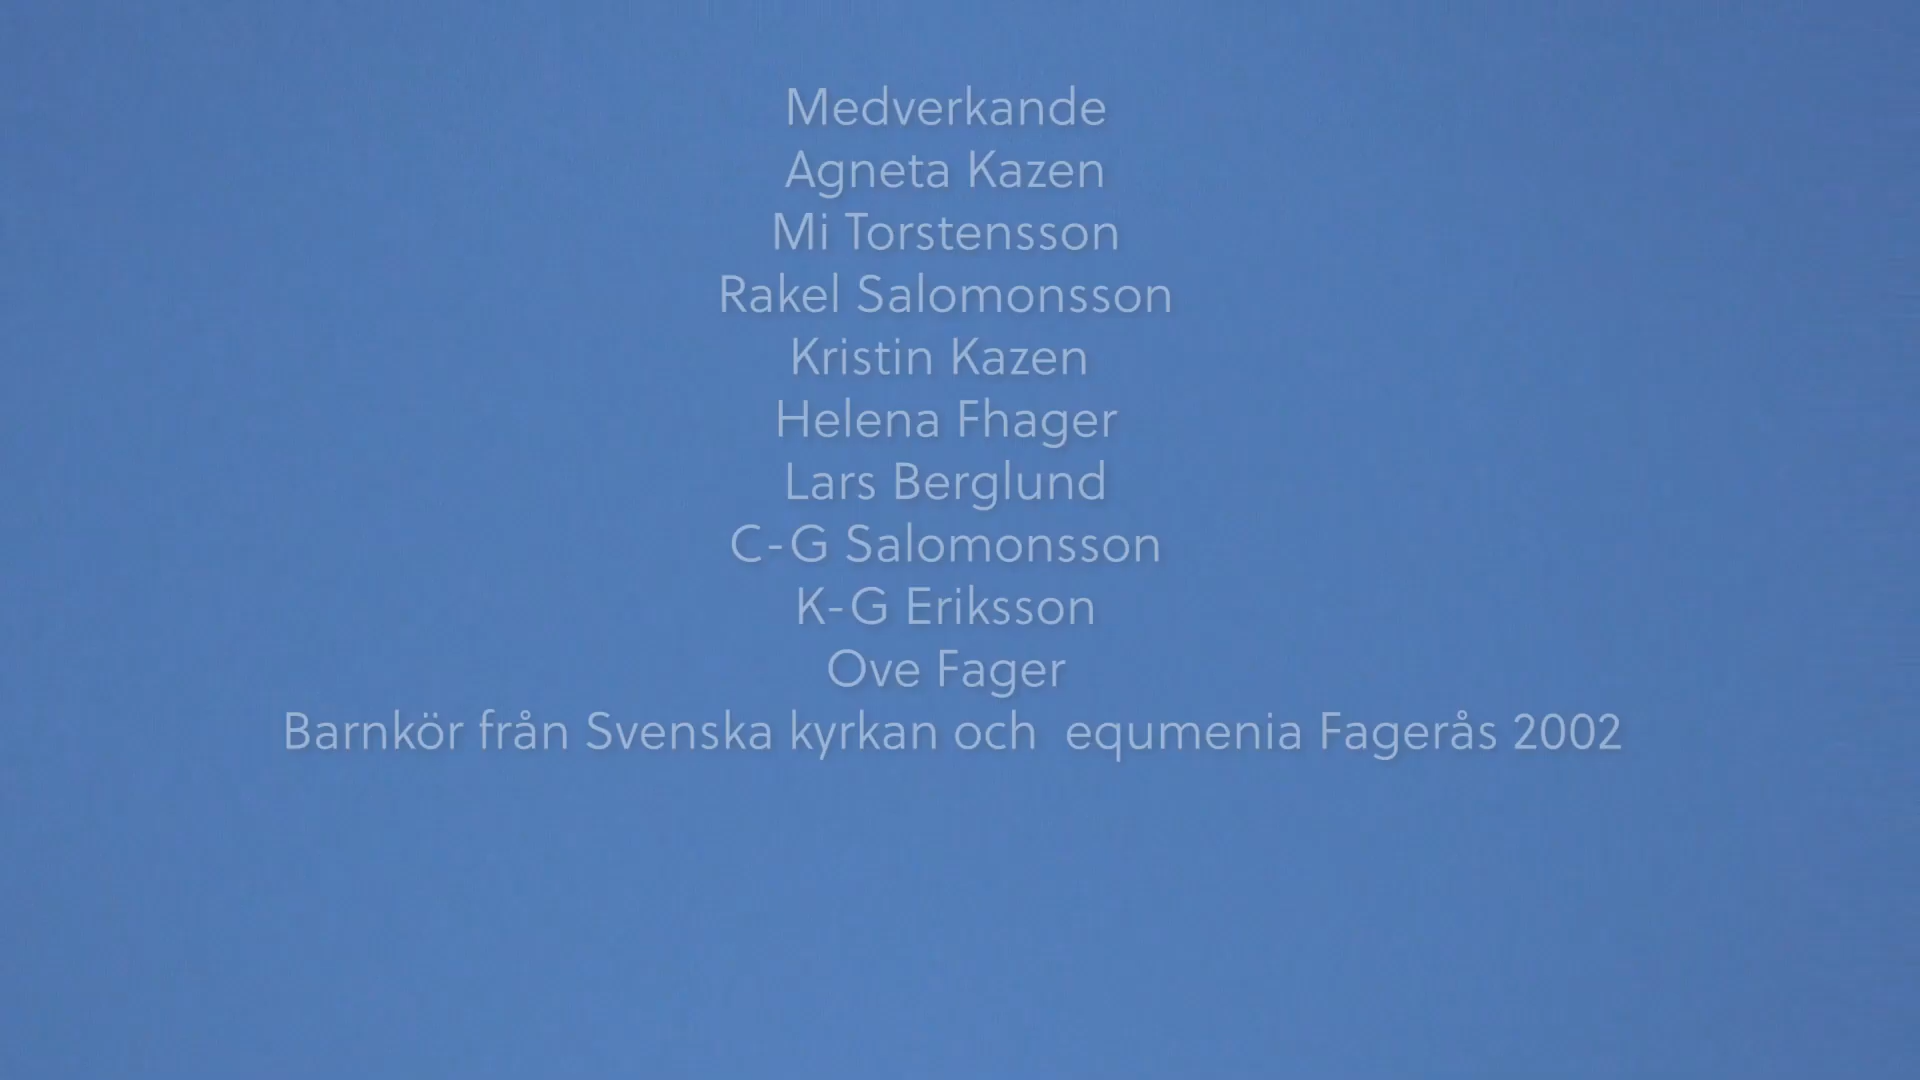 Medverkande
Agneta Kazen
Mi Torstensson
Rakel Salomonsson
Kristin Kazen
Helena Fhager
Lars Berglund
C-G Salomonsson
K-G Eriksson
Ove Fager
Barnkör från Svenska kyrkan och  equmenia Fagerås 2002